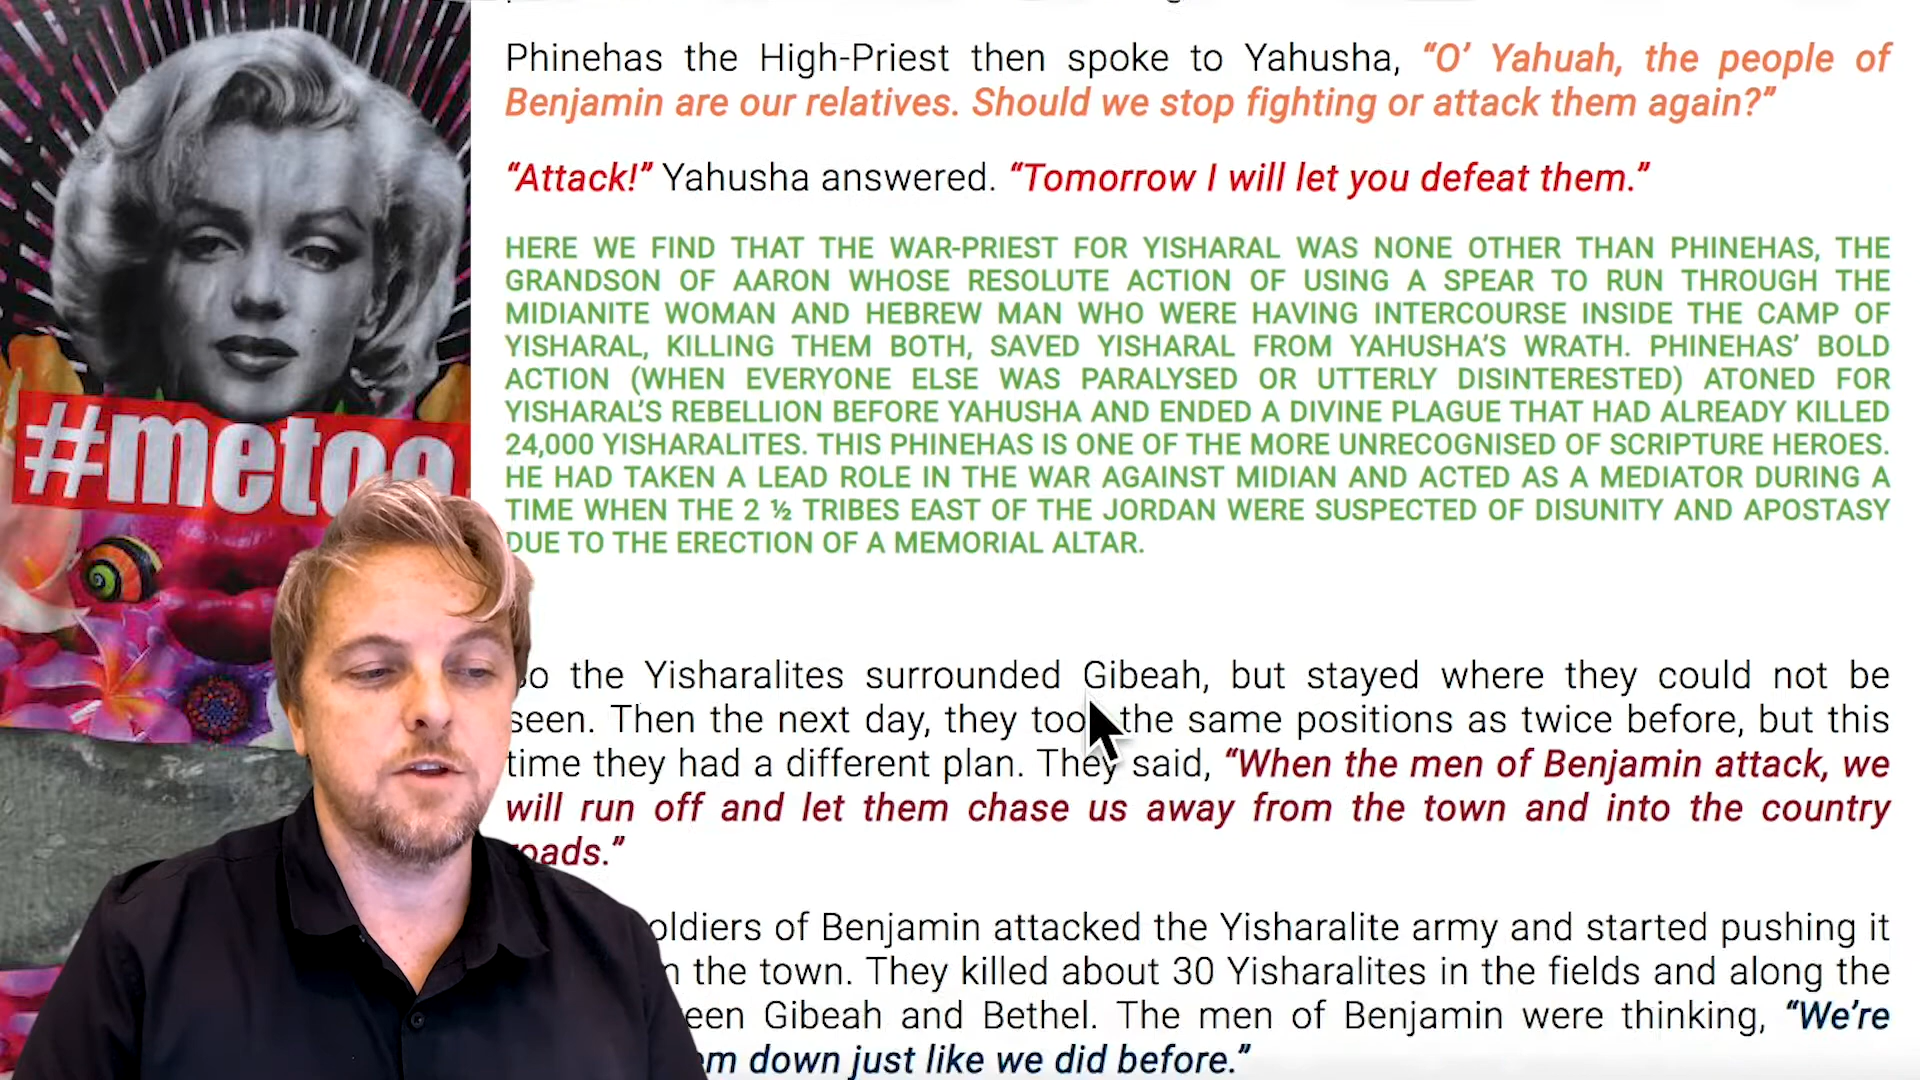 Phinehas the High-Priest then spoke to Yahusha, “O’ Yahuah, the people of
Benjamin are our relatives. Should we stop fighting or attack them again?”
“Attack!” Yahusha answered. “Tomorrow I will let you defeat them.”
HERE WE FIND THAT THE WAR-PRIEST FOR YISHARAL WAS NONE OTHER THAN PHINEHAS, THE
GRANDSON OF AARON WHOSE RESOLUTE ACTION OF USING A SPEAR TO RUN THROUGH THE
MIDIANITE WOMAN AND HEBREW MAN WHO WERE HAVING INTERCOURSE INSIDE THE CAMP OF
YISHARAL, KILLING THEM BOTH, SAVED YISHARAL FROM YAHUSHA’S WRATH. PHINEHAS’ BOLD
ACTION (WHEN EVERYONE ELSE WAS PARALYSED OR UTTERLY DISINTERESTED) ATONED FOR
YISHARAL’S REBELLION BEFORE YAHUSHA AND ENDED A DIVINE PLAGUE THAT HAD ALREADY KILLED
24,000 YISHARALITES. THIS PHINEHAS IS ONE OF THE MORE UNRECOGNISED OF SCRIPTURE HEROES.
HE HAD TAKEN A LEAD ROLE IN THE WAR AGAINST MIDIAN AND ACTED AS A MEDIATOR DURING A
TIME WHEN THE 2 ½ TRIBES EAST OF THE JORDAN WERE SUSPECTED OF DISUNITY AND APOSTASY
DUE TO THE ERECTION OF A MEMORIAL ALTAR.
#metoo
the Yisharalites surrounded Gibeah, but stayed where they could not be
seen. Then the next day, they took the same positions as twice before, but this
time they had a different plan. They said, “When the men of Benjamin attack, we
will run off and let them chase us away from the town and into the country
roads.”
of Benjamin attacked the Yisharalite army and started pushing it
the town. They killed about 30 Yisharalites in the fields and along the
Gibeah and Bethel. The men of Benjamin were thinking, “We’re
down just like we did before.”